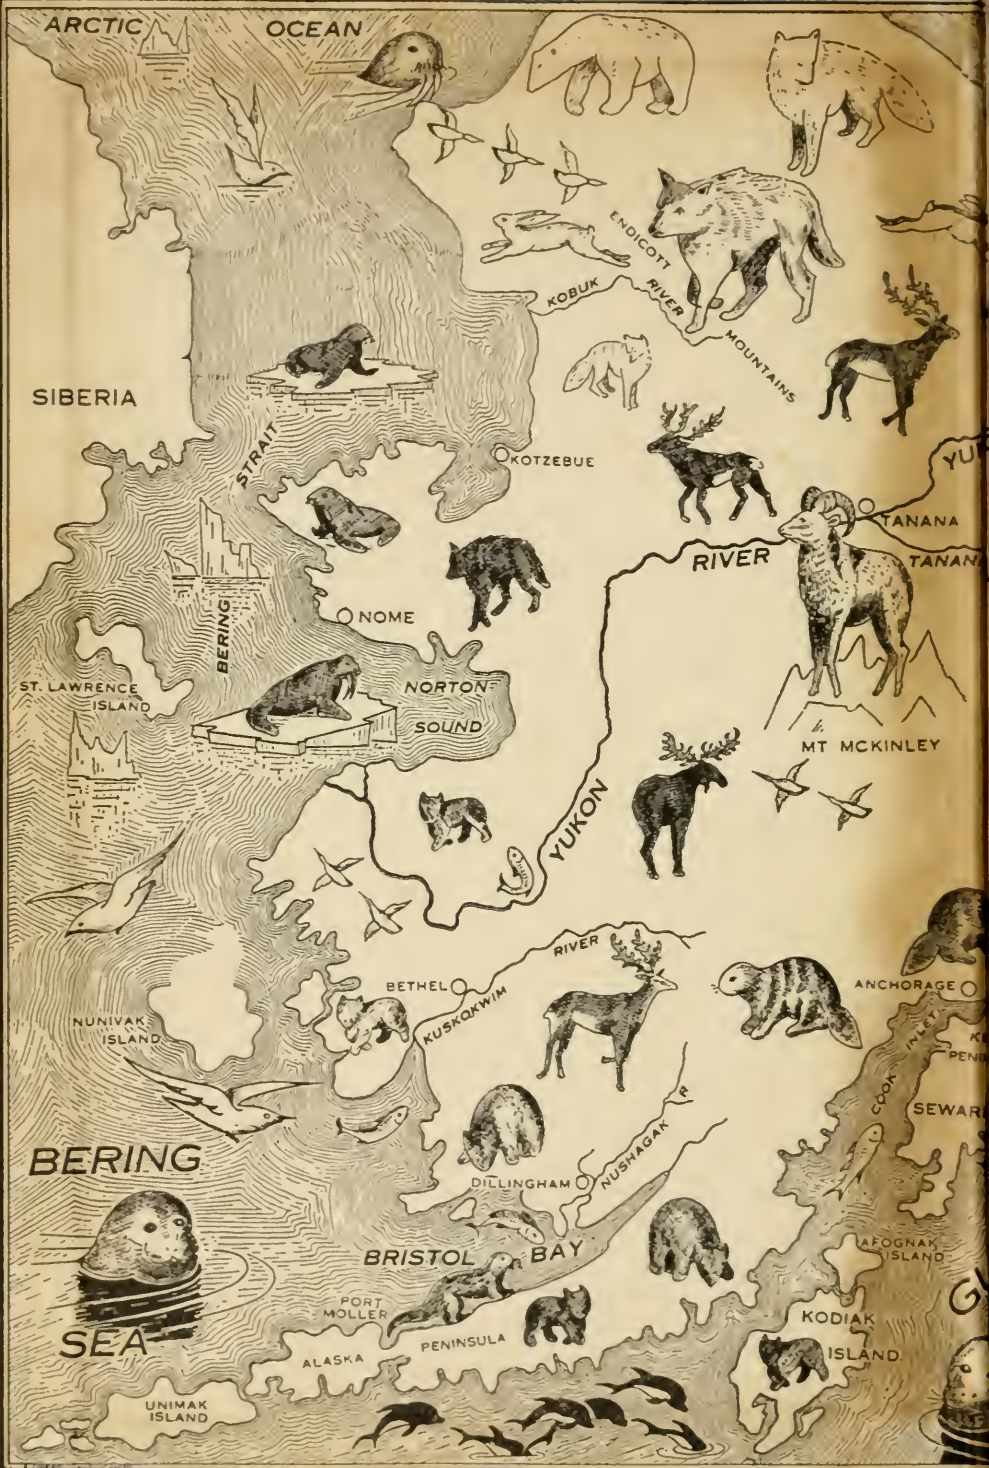 ARCTIC OCEAN
ENDICOTT
KOBUK RIVER
MOUNTAINS
SIBERIA
STRAIT
KOTZEBUE
YU
TANANA
RIVER
TANAN
NOME
BERING
ST. LAWRENCE
ISLAND
NORTON
SOUND
MT MCKINLEY
YUKON
RIVER
BETHEL
KUSKOKWIM
ANCHORAGE
NUNIVAK
ISLAND
INLET
COOK
PENI
SEWAR
R
NUSHAGAK
DILLINGHAM
BERING
SEA
BRISTOL BAY
AFOGNAK
ISLAND
PORT
MOLLER
KODIAK
ISLAND
PENINSULA
ALASKA
UNIMAK
ISLAND
G